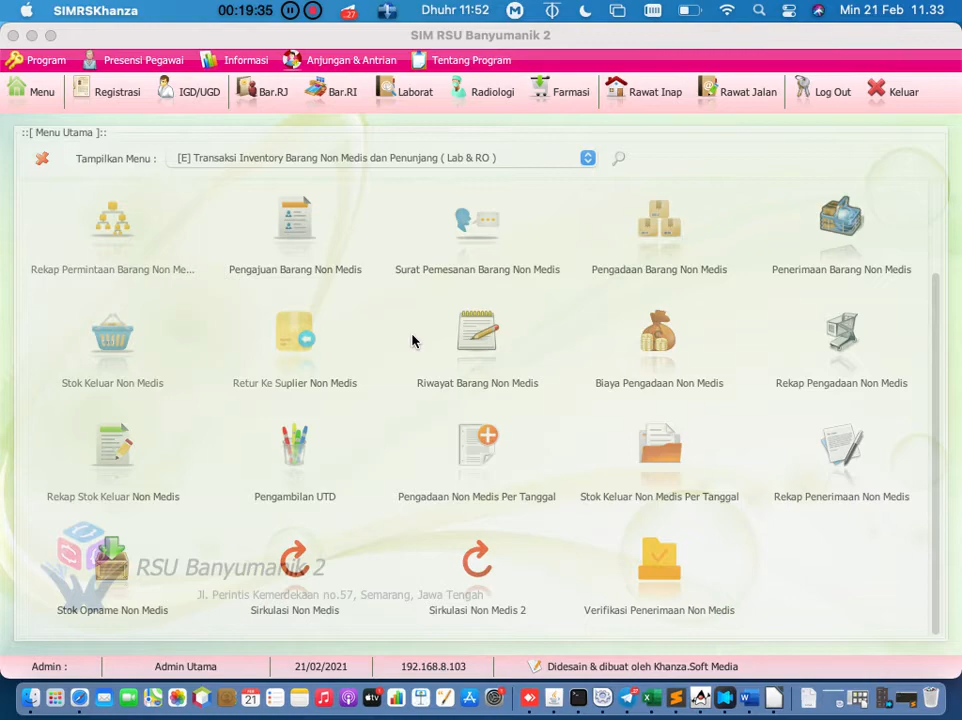 SIMRSKhanza 00:19:35 27 Dhuhr 11:52 Min 21 Feb 11.33
SIM RSU Banyumanik 2
Program Presensi Pegawai Informasi Anjungan & Antrian Tentang Program
Menu Registrasi IGD/UGD Bar.RJ Bar.RI Laborat Radiologi Farmasi Rawat Inap Rawat Jalan Log Out Keluar
::[ Menu Utama ]::
Tampilkan Menu : [E] Transaksi Inventory Barang Non Medis dan Penunjang ( Lab & RO )
Rekap Permintaan Barang Non Me... Pengajuan Barang Non Medis Surat Pemesanan Barang Non Medis Pengadaan Barang Non Medis Penerimaan Barang Non Medis
Stok Keluar Non Medis Retur Ke Suplier Non Medis Riwayat Barang Non Medis Biaya Pengadaan Non Medis Rekap Pengadaan Non Medis
Rekap Stok Keluar Non Medis Pengambilan UTD Pengadaan Non Medis Per Tanggal Stok Keluar Non Medis Per Tanggal Rekap Penerimaan Non Medis
RSU Banyumanik 2
Jl. Perintis Kemerdekaan no.57, Semarang, Jawa Tengah
Stok Opname Non Medis Sirkulasi Non Medis Sirkulasi Non Medis 2 Verifikasi Penerimaan Non Medis
Admin : Admin Utama 21/02/2021 192.168.8.103 Didesain & dibuat oleh Khanza.Soft Media